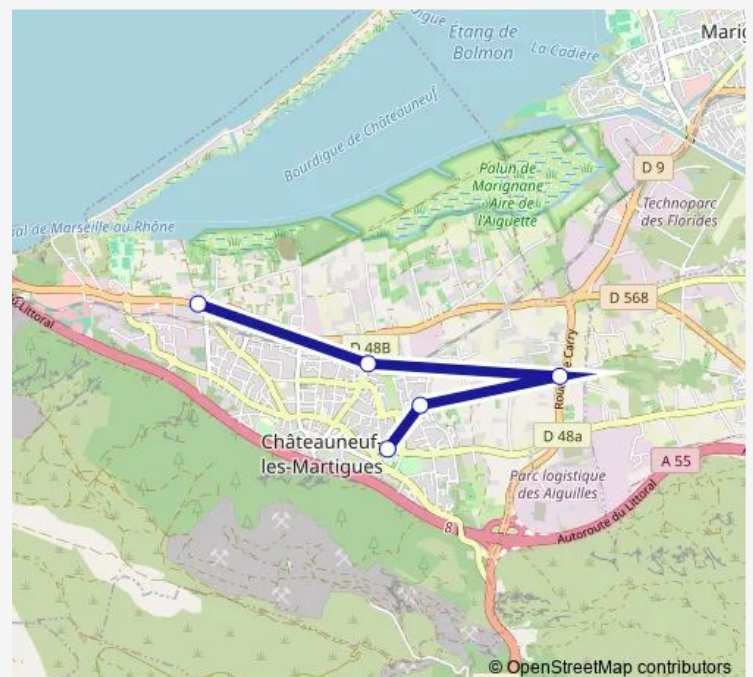 Étang de
Bolmon
La Cadière
Bourdigue de Châteauneuf
D 9
Palun de
Marignane
Aire de
l'Aiguette
Technoparc
des Florides
al de Marseille au Rhône
D 568
D 48B
D 48a
Châteauneuf-
les-Martigues
A 55
Parc logistique
des Aiguilles
Autoroute du Littoral
8
© OpenStreetMap contributors